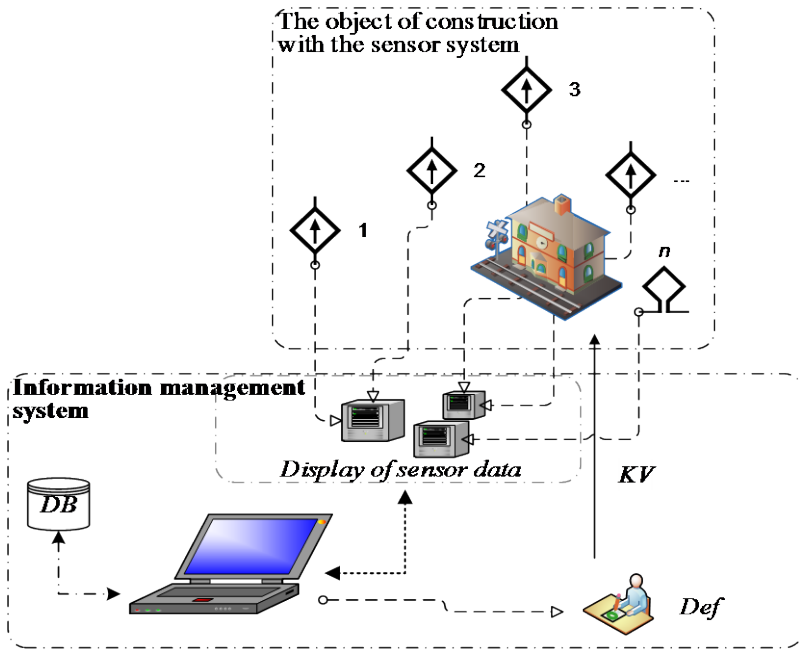 The object of construction
with the sensor system
3
2
...
1
n
Information management
system
Display of sensor data
KV
DB
Def